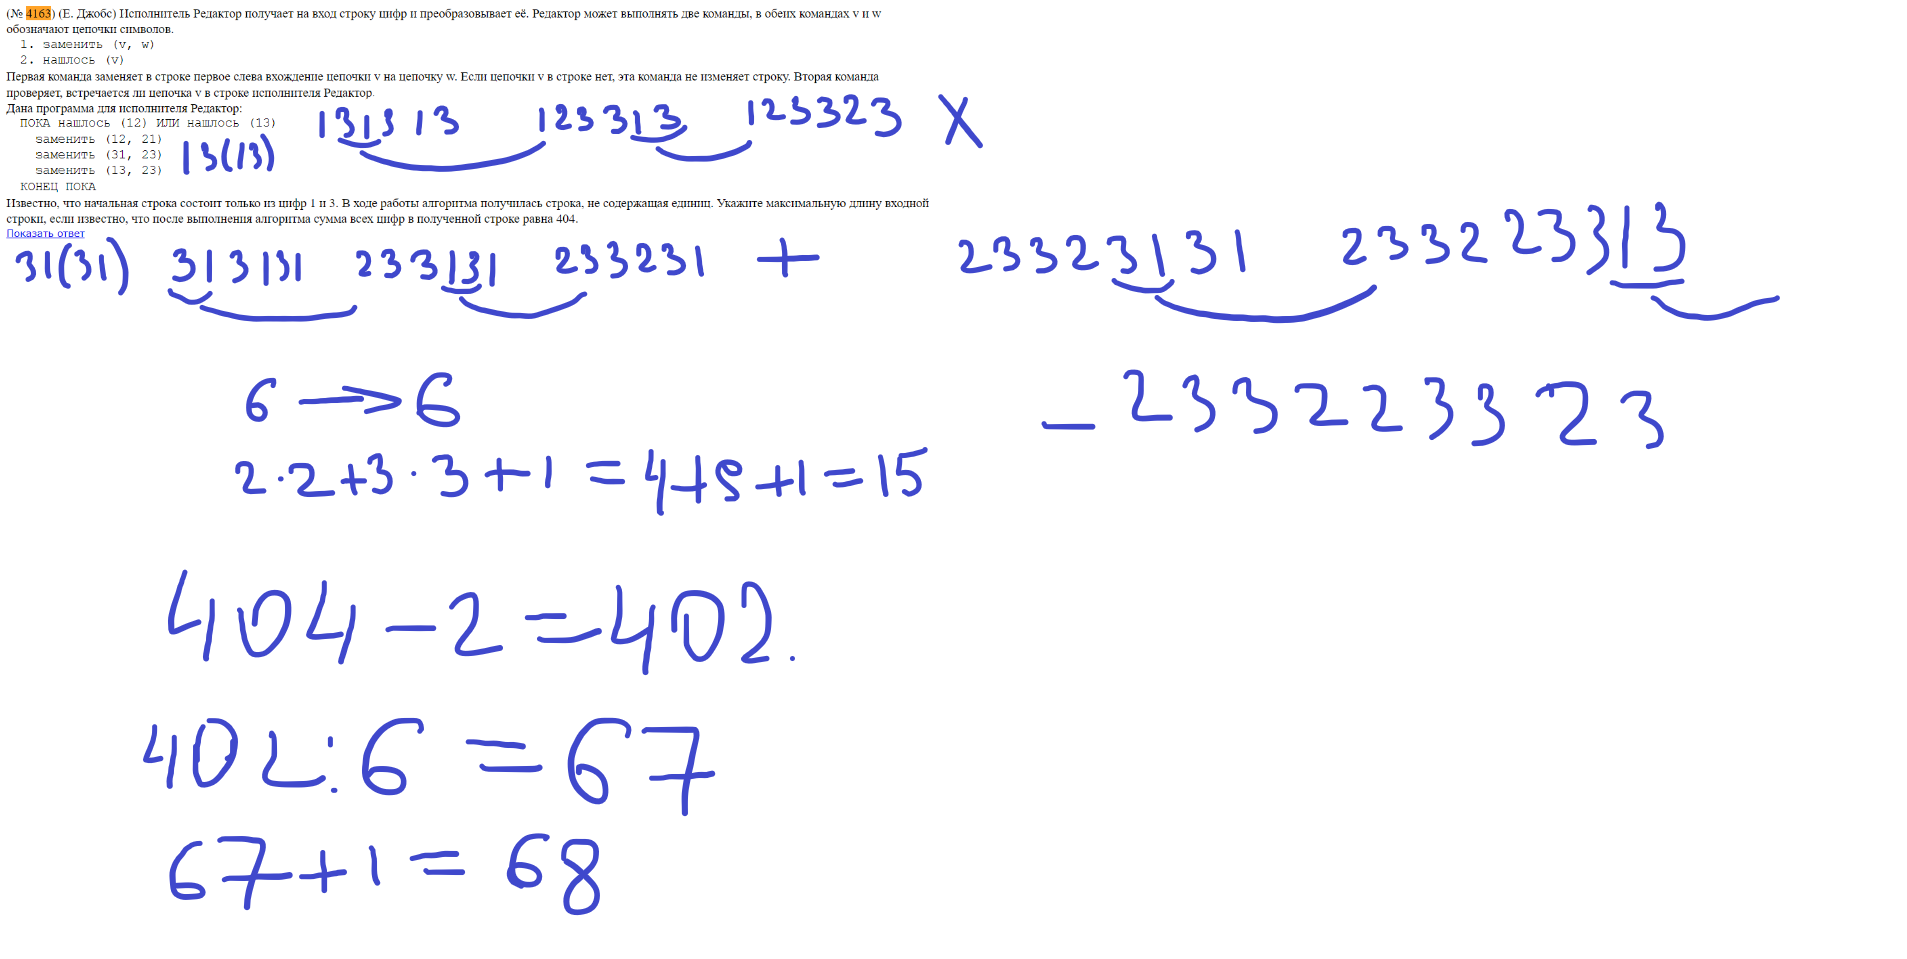 (№ 4163) (Е. Джобс) Исполнитель Редактор получает на вход строку цифр и преобразовывает её. Редактор может выполнять две команды, в обеих командах v и w
обозначают цепочки символов.
1. заменить (v, w)
2. нашлось (v)
Первая команда заменяет в строке первое слева вхождение цепочки v на цепочку w. Если цепочки v в строке нет, эта команда не изменяет строку. Вторая команда
проверяет, встречается ли цепочка v в строке исполнителя Редактор.
Дана программа для исполнителя Редактор:
ПОКА нашлось (12) ИЛИ нашлось (13)
заменить (12, 21)
заменить (31, 23)
заменить (13, 23)
КОНЕЦ ПОКА
131313 123313 123323 X
13(13)
Известно, что начальная строка состоит только из цифр 1 и 3. В ходе работы алгоритма получилась строка, не содержащая единиц. Укажите максимальную длину входной
строки, если известно, что после выполнения алгоритма сумма всех цифр в полученной строке равна 404.
Показать ответ
31(31) 313131 233131 233231 + 23323131 233223313
6 → 6
– 233223323
2·2+3·3+1 = 4+9+1=15
404-2=402.
402:6=67
67+1=68